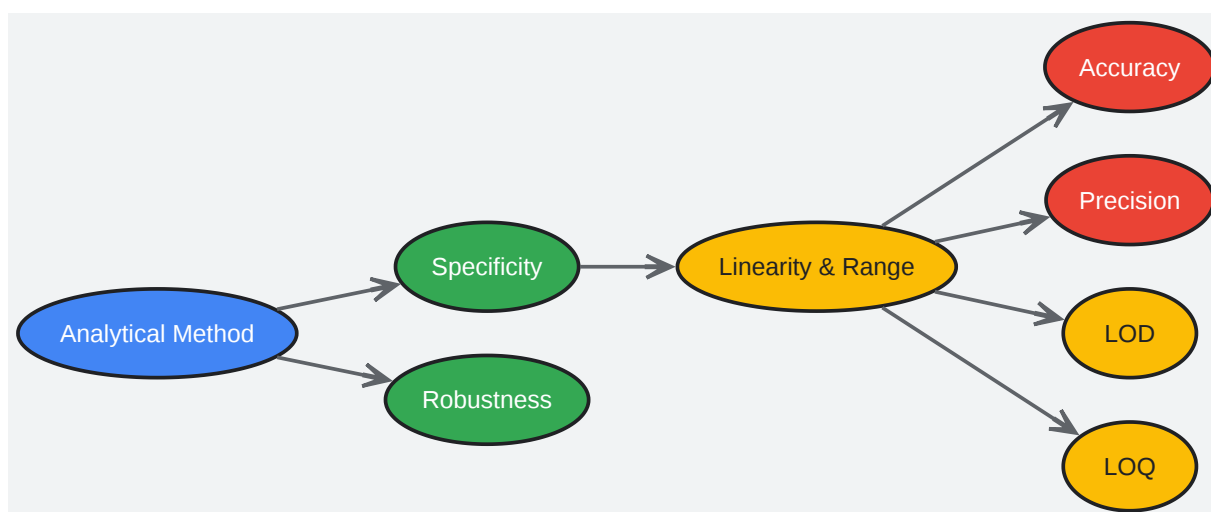 Analytical Method
Specificity
Robustness
Linearity & Range
Accuracy
Precision
LOD
LOQ